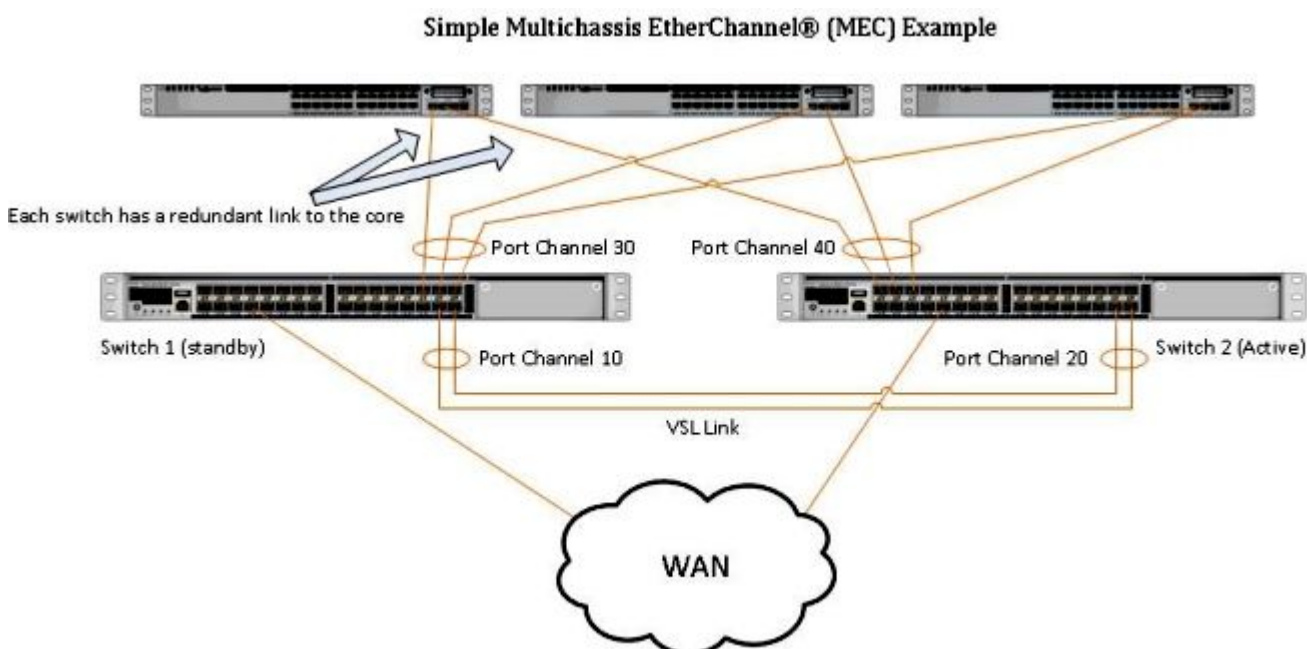 Simple Multichassis EtherChannel® (MEC) Example
Each switch has a redundant link to the core
Port Channel 30
Port Channel 40
Switch 1 (standby)
Port Channel 10
Port Channel 20
Switch 2 (Active)
VSL Link
WAN